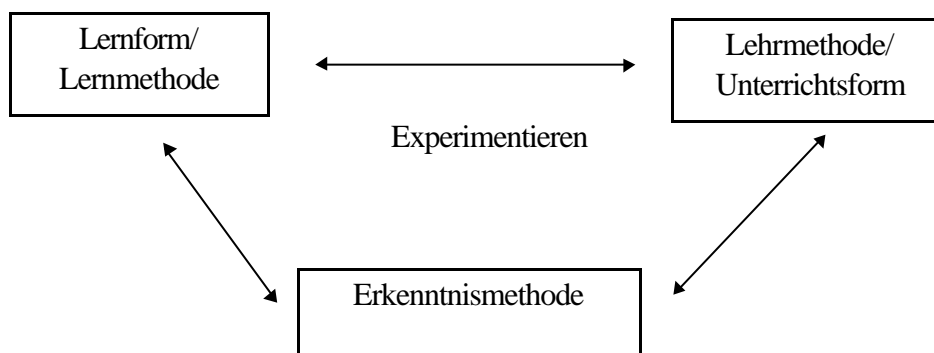 Lernform/
Lernmethode
Lehrmethode/
Unterrichtsform
Experimentieren
Erkenntnismethode